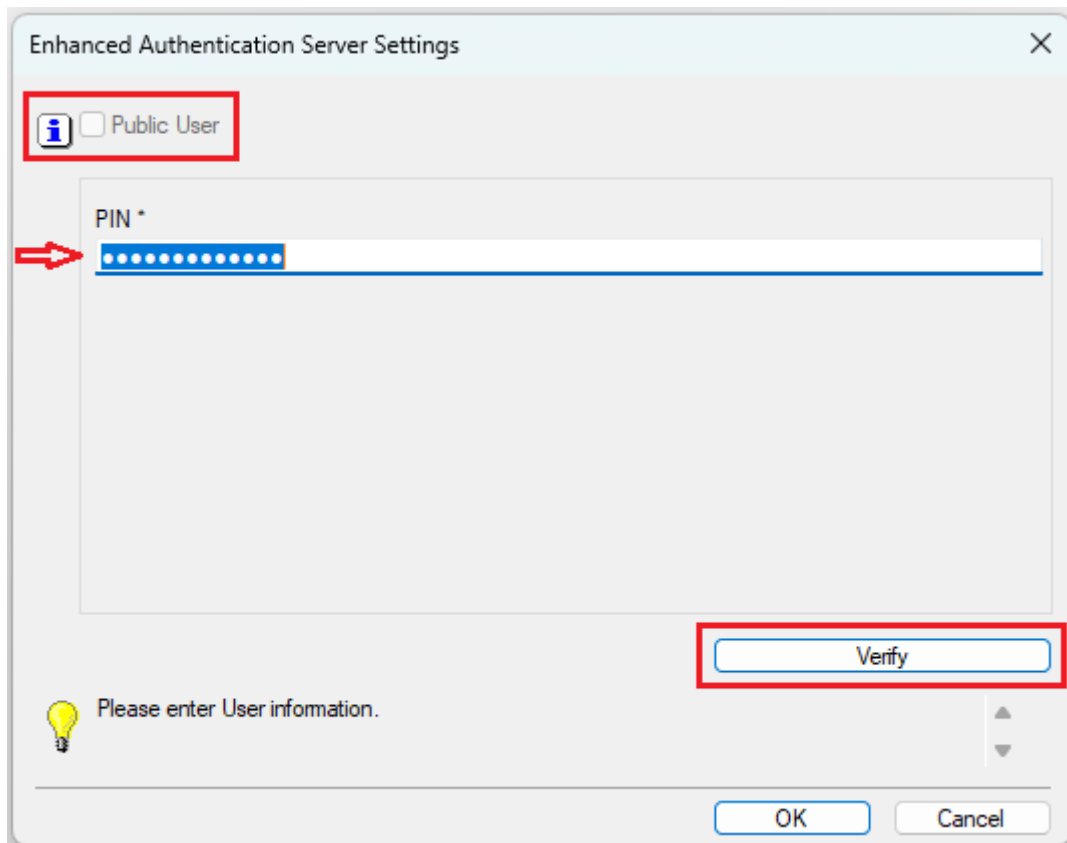 Enhanced Authentication Server Settings
Public User
PIN *
•••••••••••••
Verify
Please enter User information.
OK
Cancel